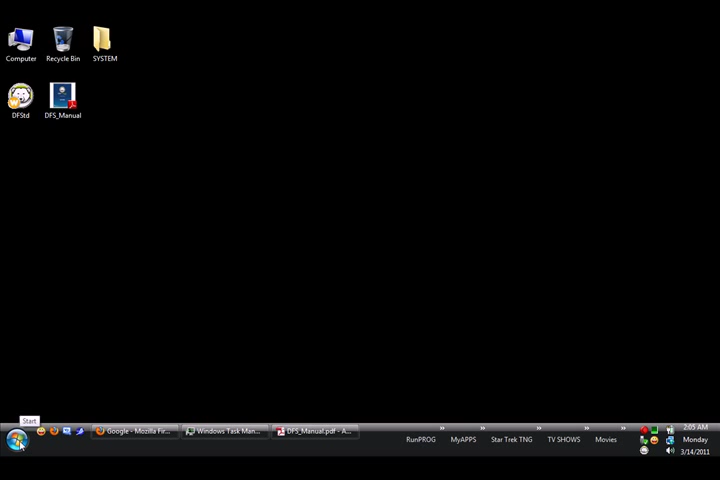 Computer
Recycle Bin
SYSTEM
DFStd
DFS_Manual
Start
Google - Mozilla Fir...
Windows Task Man...
DFS_Manual.pdf - A...
RunPROG
MyAPPS
Star Trek TNG
TV SHOWS
Movies
2:05 AM
Monday
3/14/2011